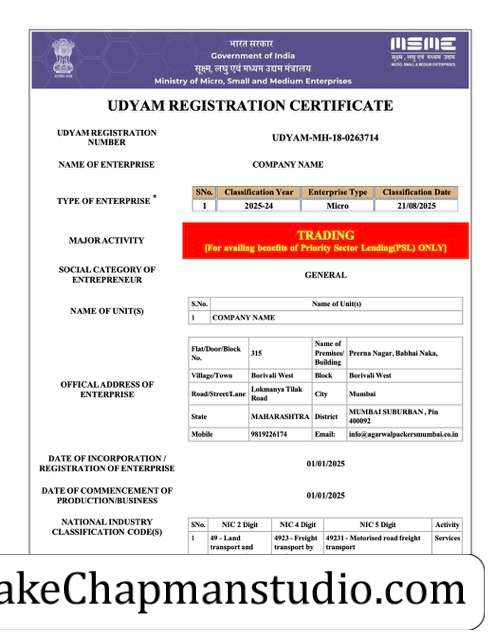 भारत सरकार
Government of India
सूक्ष्म, लघु एवं मध्यम उद्यम मंत्रालय
Ministry of Micro, Small and Medium Enterprises
MSME
सूक्ष्म, लघु एवं मध्यम उद्यम
MICRO, SMALL & MEDIUM ENTERPRISES
UDYAM REGISTRATION CERTIFICATE
UDYAM REGISTRATION NUMBER
UDYAM-MH-18-0263714
NAME OF ENTERPRISE
COMPANY NAME
TYPE OF ENTERPRISE *
SNo. Classification Year Enterprise Type Classification Date
1 2025-24 Micro 21/08/2025
MAJOR ACTIVITY
TRADING
[For availing benefits of Priority Sector Lending(PSL) ONLY]
SOCIAL CATEGORY OF ENTREPRENEUR
GENERAL
NAME OF UNIT(S)
S.No. Name of Unit(s)
1 COMPANY NAME
OFFICAL ADDRESS OF ENTERPRISE
Flat/Door/Block No. 315 Name of Premises/ Building Prerna Nagar, Babhai Naka,
Village/Town Borivali West Block Borivali West
Road/Street/Lane Lokmanya Tilak Road City Mumbai
State MAHARASHTRA District MUMBAI SUBURBAN , Pin 400092
Mobile 9819226174 Email: info@agarwalpackersmumbai.co.in
DATE OF INCORPORATION / REGISTRATION OF ENTERPRISE
01/01/2025
DATE OF COMMENCEMENT OF PRODUCTION/BUSINESS
01/01/2025
NATIONAL INDUSTRY CLASSIFICATION CODE(S)
SNo. NIC 2 Digit NIC 4 Digit NIC 5 Digit Activity
1 49 - Land transport and 4923 - Freight transport by 49231 - Motorised road freight transport Services
akeChapmanstudio.com